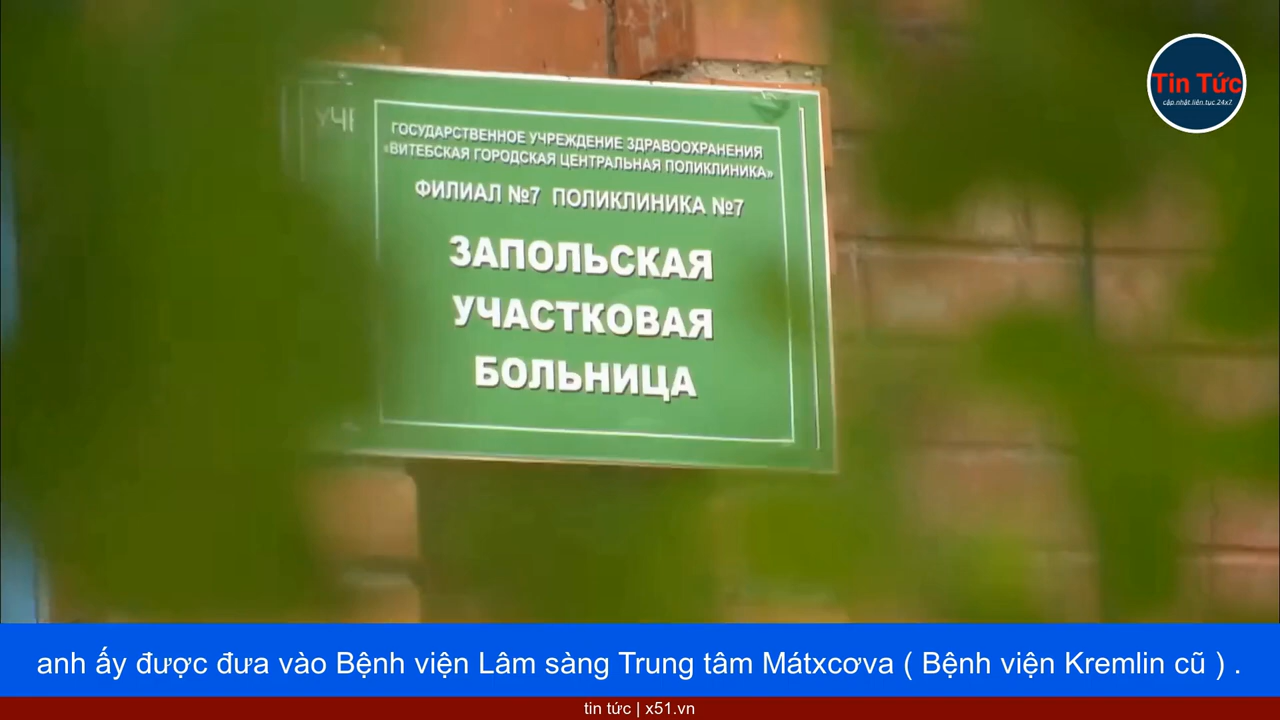 Tin Tức
cập nhật liên tục 24x7
УЧЕ
ГОСУДАРСТВЕННОЕ УЧРЕЖДЕНИЕ ЗДРАВООХРАНЕНИЯ
«ВИТЕБСКАЯ ГОРОДСКАЯ ЦЕНТРАЛЬНАЯ ПОЛИКЛИНИКА»
ФИЛИАЛ №7 ПОЛИКЛИНИКА №7
ЗАПОЛЬСКАЯ
УЧАСТКОВАЯ
БОЛЬНИЦА
anh ấy được đưa vào Bệnh viện Lâm sàng Trung tâm Mátxcơva ( Bệnh viện Kremlin cũ ) .
tin tức | x51.vn